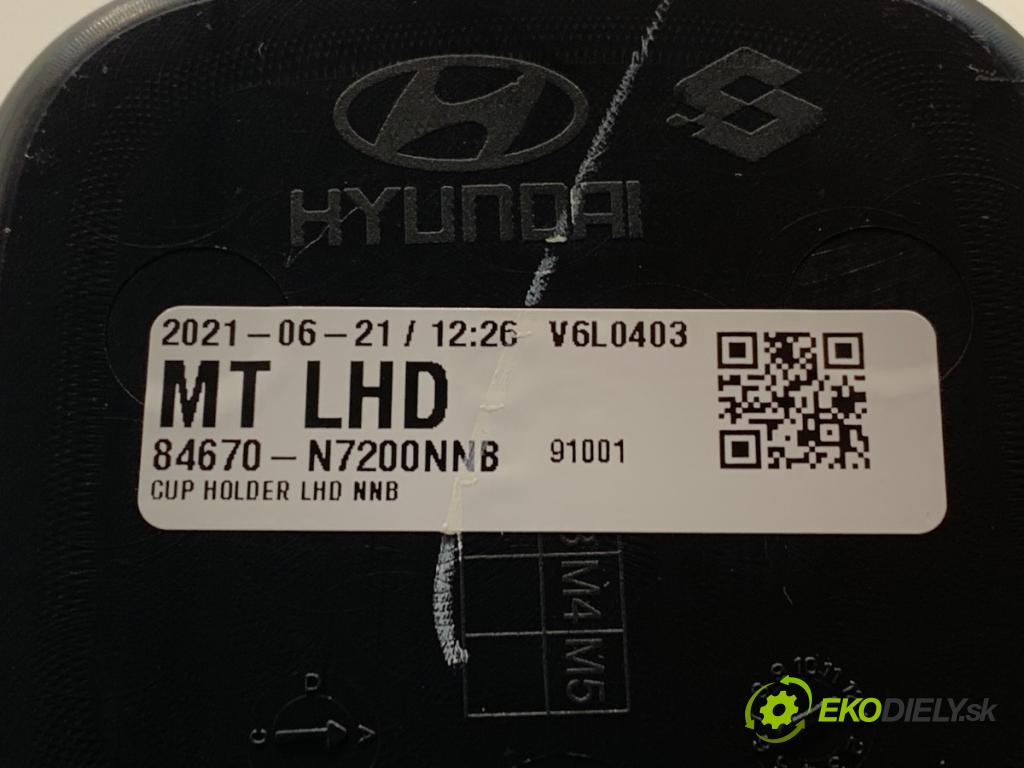 HYUNDAI
2021-06-21 / 12:26 V6L0403
MT LHD
84670-N7200NNB 91001
CUP HOLDER LHD NNB
M4 M5
D
C A
EKODIELY.sk